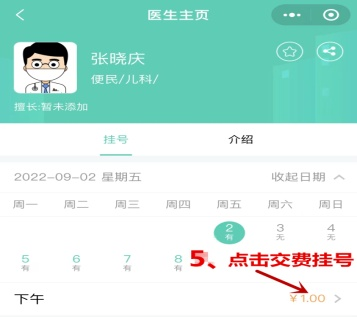 医生主页
张晓庆
便民/儿科/
擅长:暂未添加
挂号 介绍
2022-09-02 星期五 收起日期
周一 周二 周三 周四 周五 周六 周日
2 3 4
有 无 无
5 6 7 8
有 有 有 有
5、点击交费挂号
下午 ￥1.00